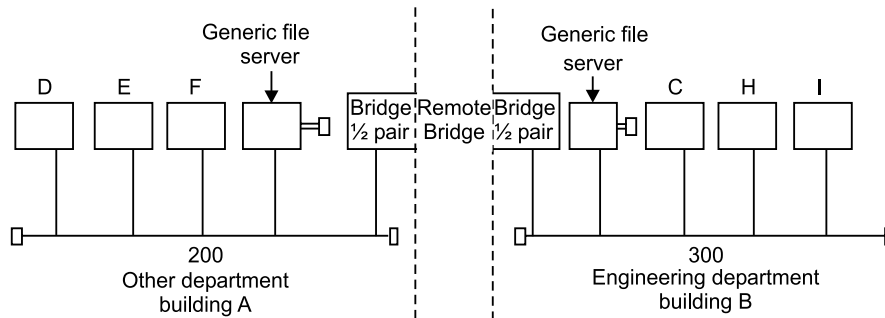 Generic file
server
D
E
F
Bridge
½ pair
Remote
Bridge
Bridge
½ pair
Generic file
server
C
H
I
200
Other department
building A
300
Engineering department
building B